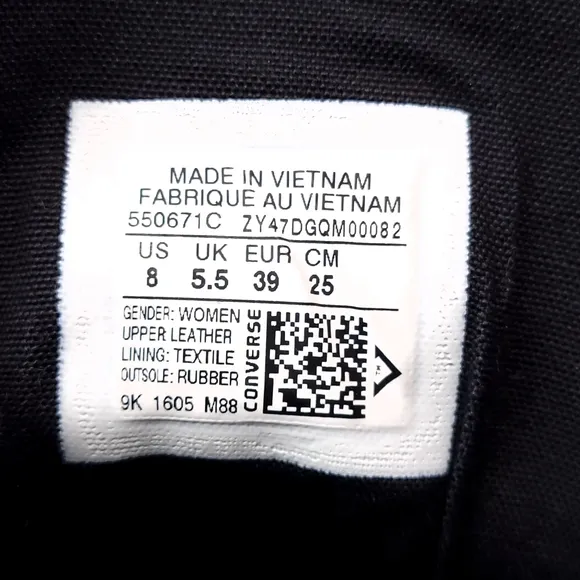 MADE IN VIETNAM
FABRIQUE AU VIETNAM
550671C ZY47DGQM00082
US UK EUR CM
8 5.5 39 25
GENDER: WOMEN
UPPER: LEATHER
LINING: TEXTILE
OUTSOLE: RUBBER
9K 1605 M88
CONVERSE
TM